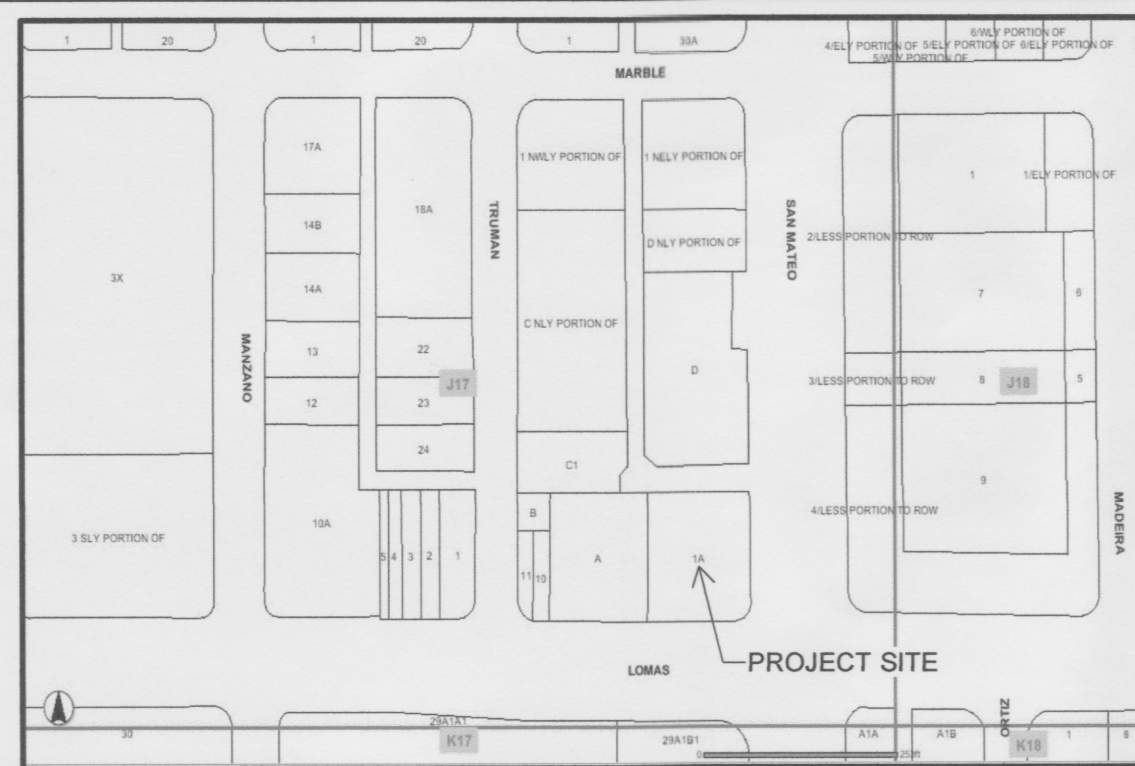 1
20
1
20
1
30A
6/WLY PORTION OF
4/ELY PORTION OF 5/ELY PORTION OF 6/ELY PORTION OF
5/WLY PORTION OF
MARBLE
17A
18A
1 NWLY PORTION OF
1 NELY PORTION OF
1
1/ELY PORTION OF
14B
TRUMAN
D NLY PORTION OF
SAN MATEO
2/LESS PORTION TO ROW
3X
14A
C NLY PORTION OF
7
6
MANZANO
13
22
J17
D
3/LESS PORTION TO ROW
8
J18
5
12
23
24
C1
9
10A
3 SLY PORTION OF
5
4
3
2
1
B
11
10
A
1A
4/LESS PORTION TO ROW
MADEIRA
LOMAS
PROJECT SITE
ORTIZ
30
29A1A1
K17
29A1B1
0
250ft
A1A
A1B
K18
1
8